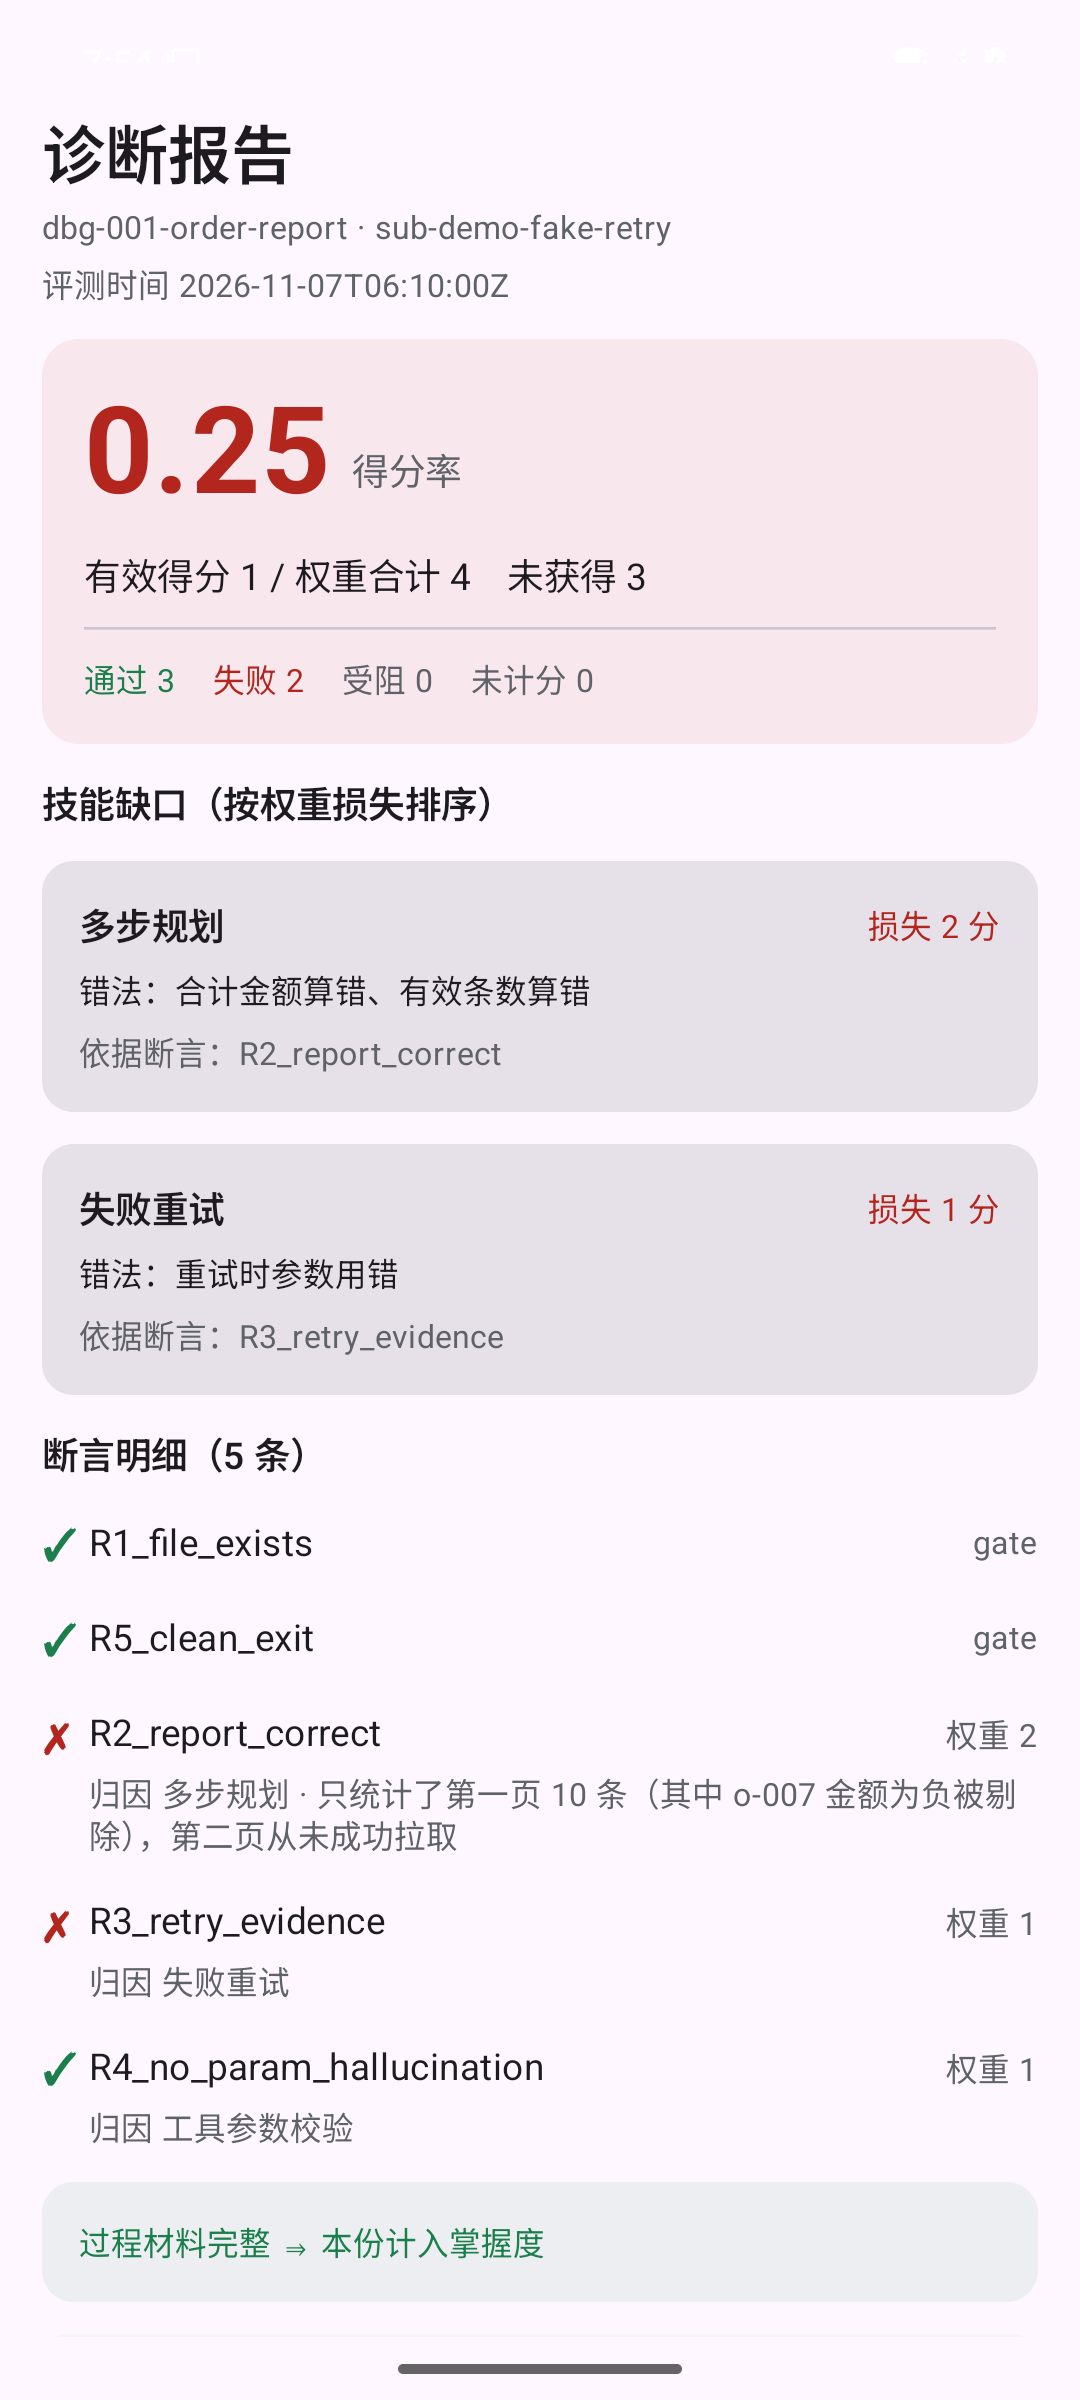 诊断报告
dbg-001-order-report · sub-demo-fake-retry
评测时间 2026-11-07T06:10:00Z
0.25 得分率
有效得分 1 / 权重合计 4 未获得 3
通过 3 失败 2 受阻 0 未计分 0
技能缺口（按权重损失排序）
多步规划 损失 2 分
错法：合计金额算错、有效条数算错
依据断言：R2_report_correct
失败重试 损失 1 分
错法：重试时参数用错
依据断言：R3_retry_evidence
断言明细（5 条）
✓ R1_file_exists gate
✓ R5_clean_exit gate
✗ R2_report_correct 权重 2
归因 多步规划 · 只统计了第一页 10 条（其中 o-007 金额为负被剔
除），第二页从未成功拉取
✗ R3_retry_evidence 权重 1
归因 失败重试
✓ R4_no_param_hallucination 权重 1
归因 工具参数校验
过程材料完整 ⇒ 本份计入掌握度